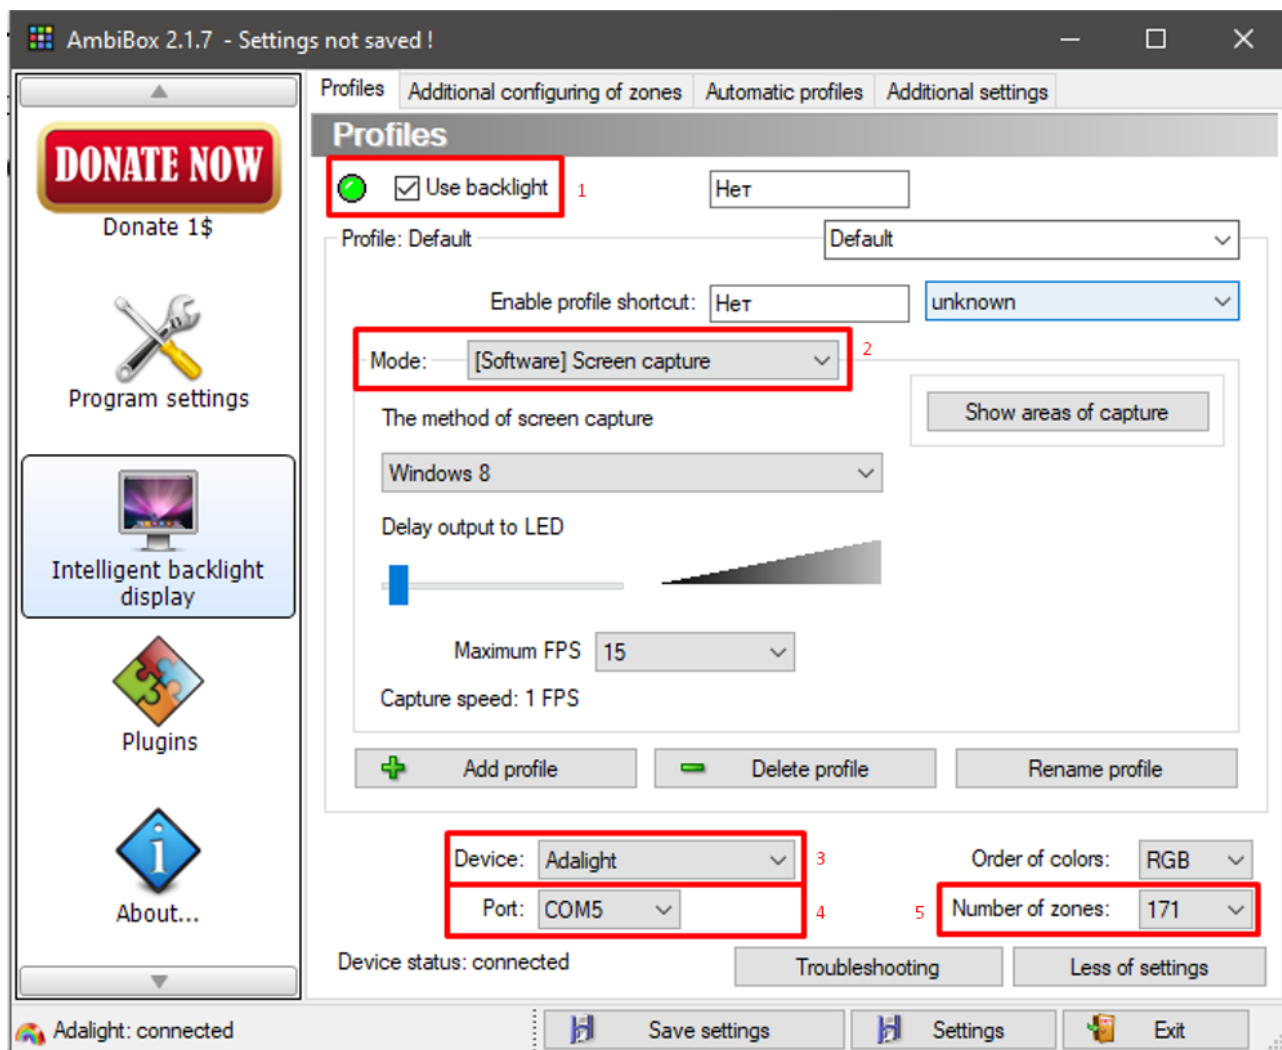 AmbiBox 2.1.7 - Settings not saved !
Profiles
Additional configuring of zones
Automatic profiles
Additional settings
DONATE NOW
Donate 1$
Program settings
Intelligent backlight
display
Plugins
About...
Profiles
Use backlight
1
Нет
Profile: Default
Default
Enable profile shortcut:
Нет
unknown
Mode:
[Software] Screen capture
2
The method of screen capture
Show areas of capture
Windows 8
Delay output to LED
Maximum FPS
15
Capture speed: 1 FPS
Add profile
Delete profile
Rename profile
Device:
Adalight
3
Order of colors:
RGB
Port:
COM5
4
5
Number of zones:
171
Device status: connected
Troubleshooting
Less of settings
Adalight: connected
Save settings
Settings
Exit